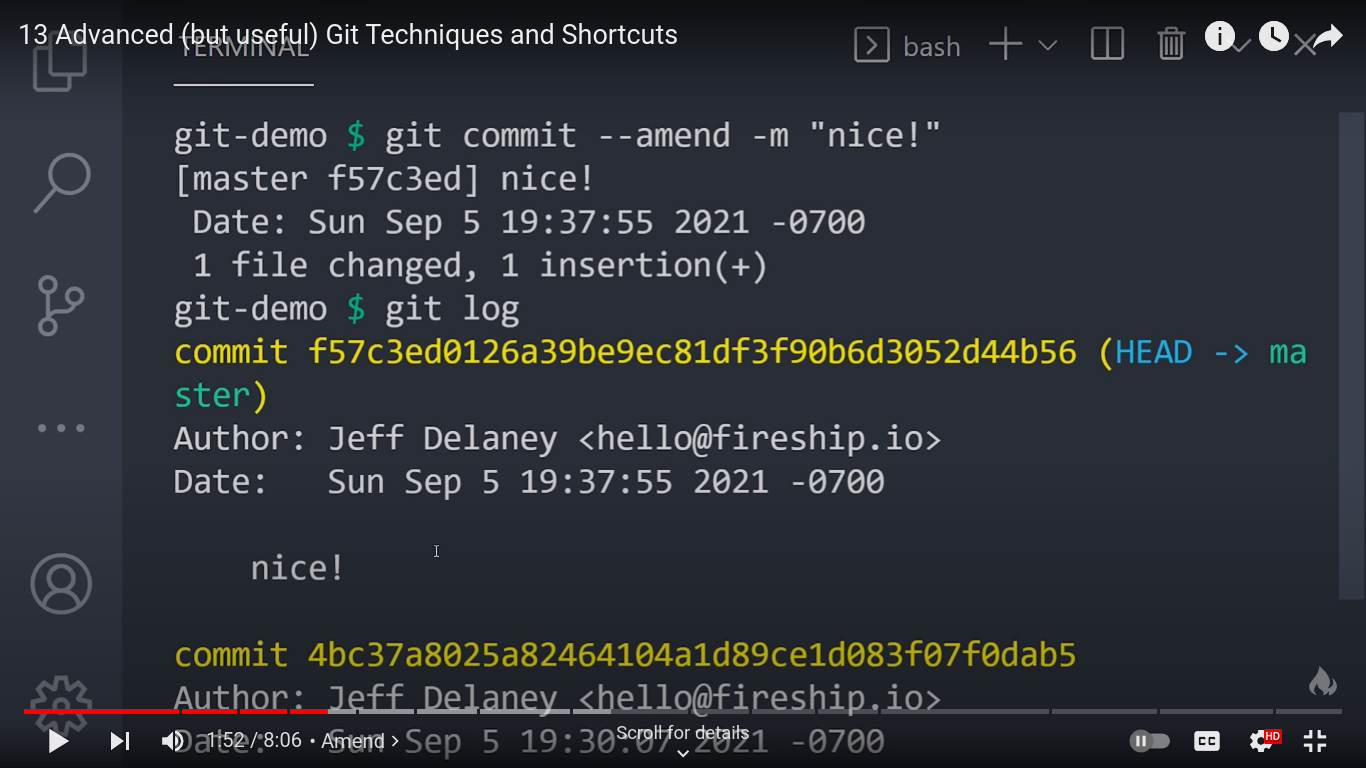 13 Advanced (but useful) Git Techniques and Shortcuts
TERMINAL
bash
git-demo $ git commit --amend -m "nice!"
[master f57c3ed] nice!
Date: Sun Sep 5 19:37:55 2021 -0700
1 file changed, 1 insertion(+)
git-demo $ git log
commit f57c3ed0126a39be9ec81df3f90b6d3052d44b56 (HEAD -> ma
ster)
Author: Jeff Delaney <hello@fireship.io>
Date:   Sun Sep 5 19:37:55 2021 -0700
nice!
commit 4bc37a8025a82464104a1d89ce1d083f07f0dab5
Author: Jeff Delaney <hello@fireship.io>
Date:   Sun Sep 5 19:30:07 2021 -0700
Scroll for details
1:52 / 8:06 • Amend >
CC
HD